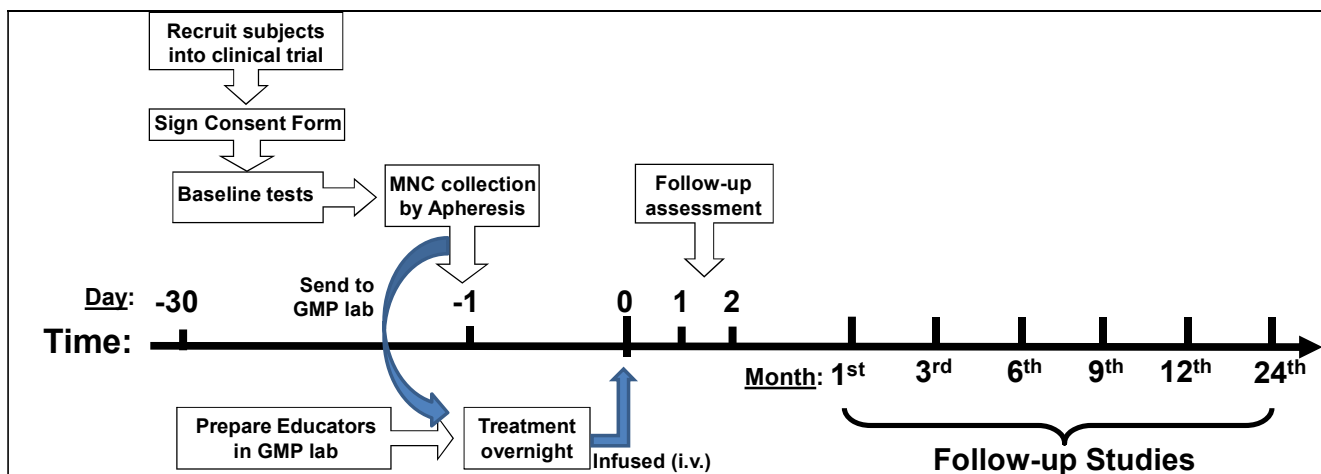 Recruit subjects
into clinical trial
Sign Consent Form
Baseline tests
MNC collection
by Apheresis
Follow-up
assessment
Send to
GMP lab
Day: -30 -1 0 1 2
Time:
Month: 1st 3rd 6th 9th 12th 24th
Prepare Educators
in GMP lab
Treatment
overnight
Infused (i.v.)
Follow-up Studies